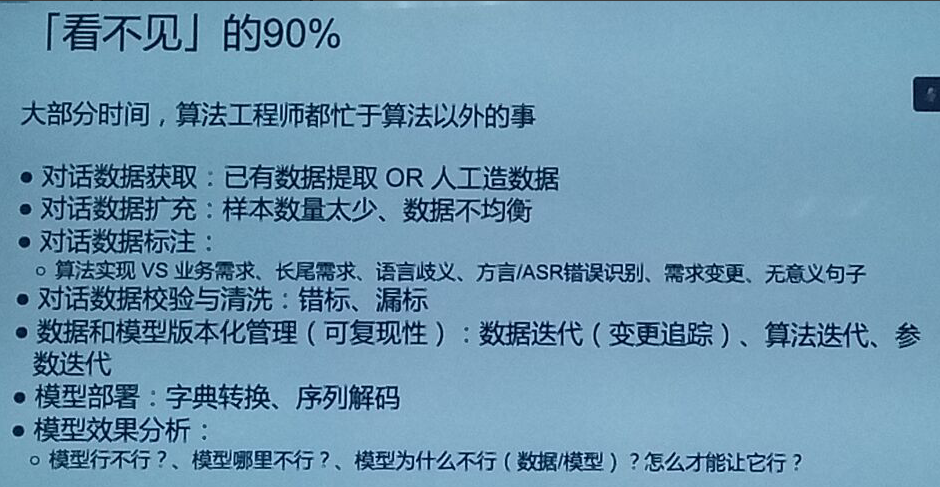 「看不见」的90%
大部分时间，算法工程师都忙于算法以外的事
● 对话数据获取：已有数据提取 OR 人工造数据
● 对话数据扩充：样本数量太少、数据不均衡
● 对话数据标注：
○ 算法实现 VS 业务需求、长尾需求、语言歧义、方言/ASR错误识别、需求变更、无意义句子
● 对话数据校验与清洗：错标、漏标
● 数据和模型版本化管理（可复现性）：数据迭代（变更追踪）、算法迭代、参
数迭代
● 模型部署：字典转换、序列解码
● 模型效果分析：
○ 模型行不行？、模型哪里不行？、模型为什么不行（数据/模型）？怎么才能让它行？